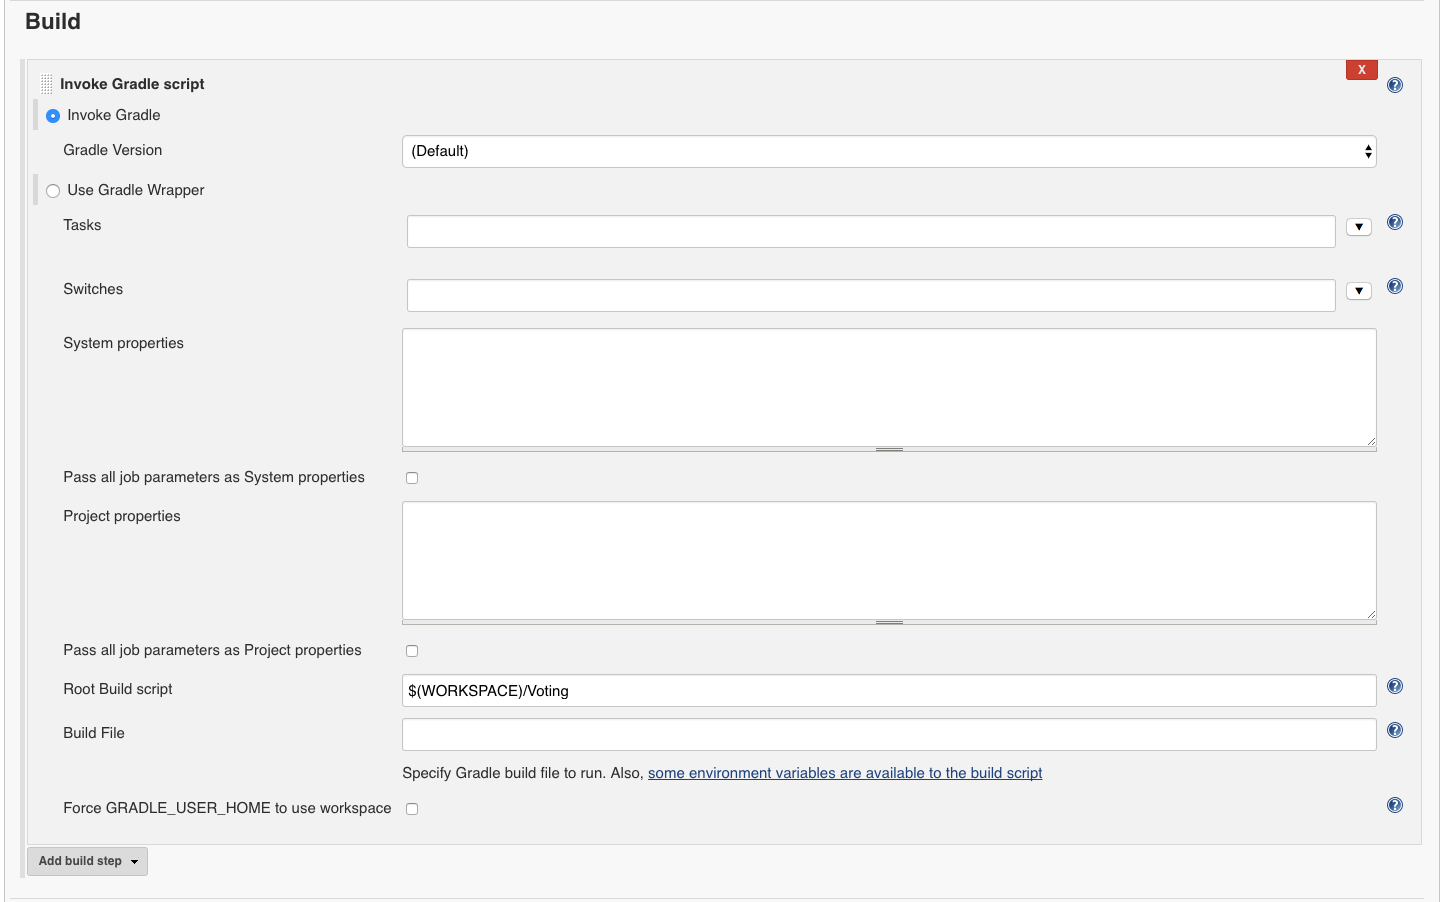 Build
Invoke Gradle script
X
Invoke Gradle
Gradle Version
(Default)
Use Gradle Wrapper
Tasks
Switches
System properties
Pass all job parameters as System properties
Project properties
Pass all job parameters as Project properties
Root Build script
$(WORKSPACE)/Voting
Build File
Specify Gradle build file to run. Also, some environment variables are available to the build script
Force GRADLE_USER_HOME to use workspace
Add build step